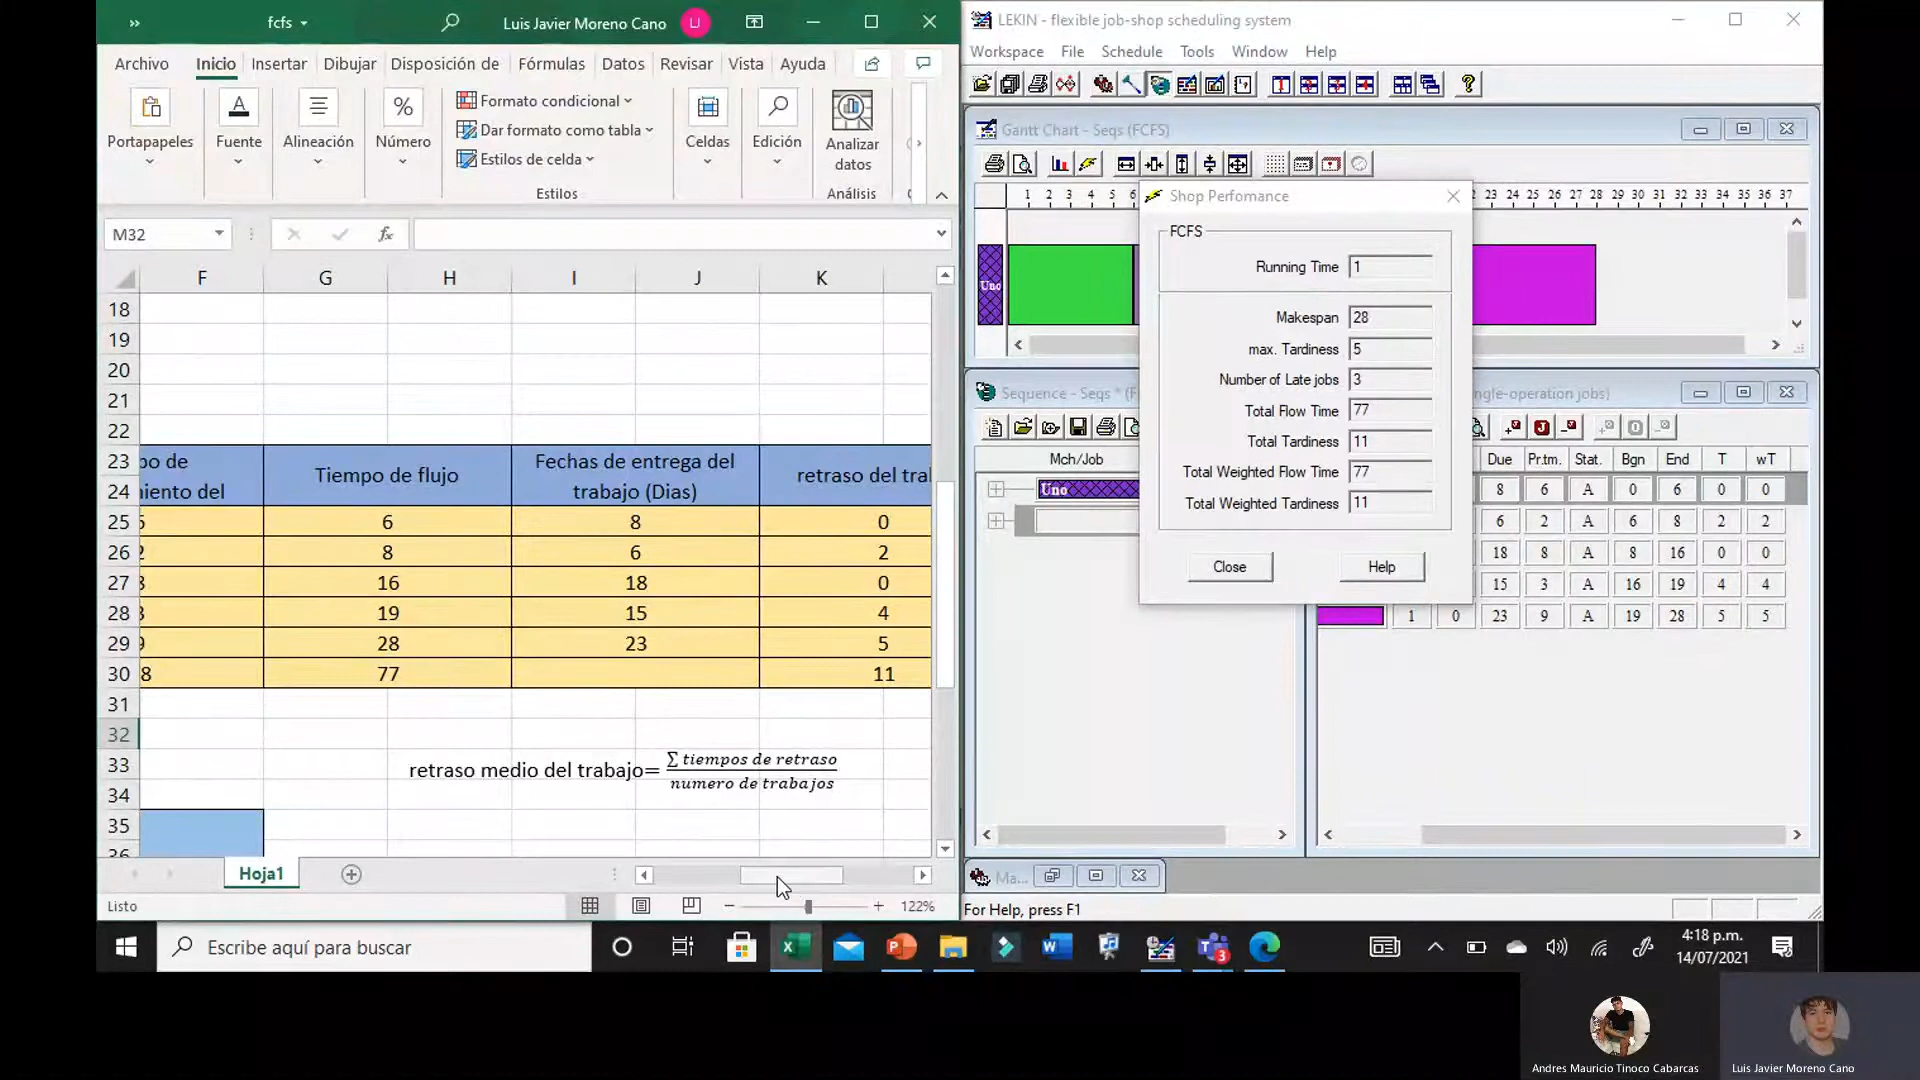 fcfs
Luis Javier Moreno Cano
Archivo Inicio Insertar Dibujar Disposición de Fórmulas Datos Revisar Vista Ayuda
Portapapeles
Fuente
Alineación
Número
Formato condicional
Dar formato como tabla
Estilos de celda
Estilos
Celdas
Edición
Analizar
datos
Análisis
M32
fx
F G H I J K
18
19
20
21
22
23
24
Tiempo de flujo
Fechas de entrega del
trabajo (Dias)
retraso del
25 6 8 0
26 2 8 6 2
27 16 18 0
28 19 15 4
29 28 23 5
30 8 77 11
31
32
33
34
35
retraso medio del trabajo= ∑ tiempos de retraso
numero de trabajos
Hoja1
Listo
122%
LEKIN - flexible job-shop scheduling system
Workspace File Schedule Tools Window Help
Gantt Chart - Seqs (FCFS)
1 2 3 4 5 6
23 24 25 26 27 28 29 30 31 32 33 34 35 36 37
Uno
Shop Perfomance
FCFS
Running Time 1
Makespan 28
max. Tardiness 5
Number of Late jobs 3
Total Flow Time 77
Total Tardiness 11
Total Weighted Flow Time 77
Total Weighted Tardiness 11
Close Help
Sequence - Seqs *
Mch/Job
Uno
jobs)
Due Pr.tm. Stat. Bgn End T wT
8 6 A 0 6 0 0
6 2 A 6 8 2 2
18 8 A 8 16 0 0
15 3 A 16 19 4 4
1 0 23 9 A 19 28 5 5
Ma...
For Help, press F1
Escribe aquí para buscar
3
4:18 p.m.
14/07/2021
Andres Mauricio Tinoco Cabarcas
Luis Javier Moreno Cano